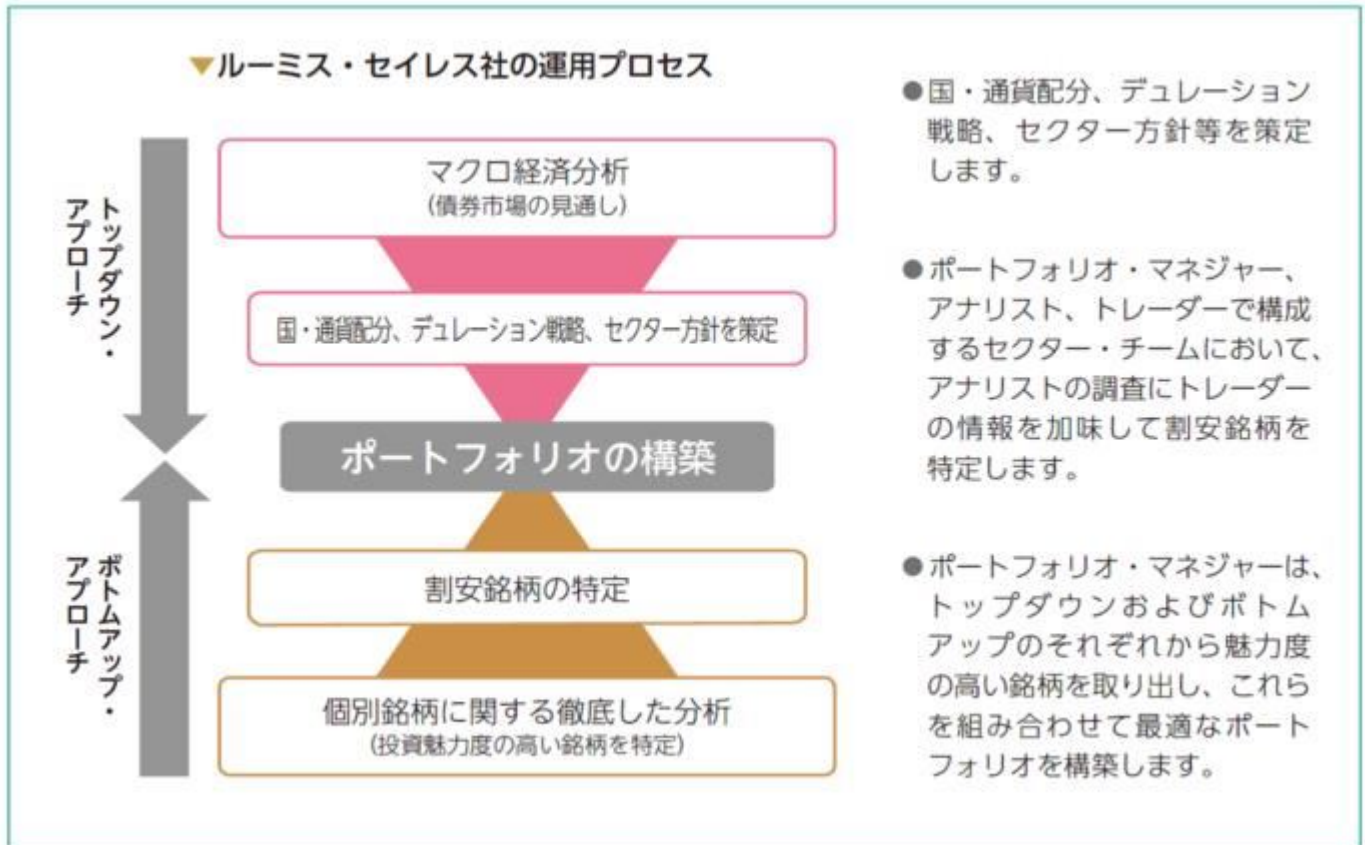 ▼ルーミス・セイレス社の運用プロセス
トップダウン・
アプローチ
マクロ経済分析
(債券市場の見通し)
国・通貨配分、デュレーション戦略、セクター方針を策定
ポートフォリオの構築
ボトムアップ・
アプローチ
割安銘柄の特定
個別銘柄に関する徹底した分析
(投資魅力度の高い銘柄を特定)
●国・通貨配分、デュレーション
戦略、セクター方針等を策定
します。
●ポートフォリオ・マネジャー、
アナリスト、トレーダーで構成
するセクター・チームにおいて、
アナリストの調査にトレーダー
の情報を加味して割安銘柄を
特定します。
●ポートフォリオ・マネジャーは、
トップダウンおよびボトム
アップのそれぞれから魅力度
の高い銘柄を取り出し、これら
を組み合わせて最適なポート
フォリオを構築します。